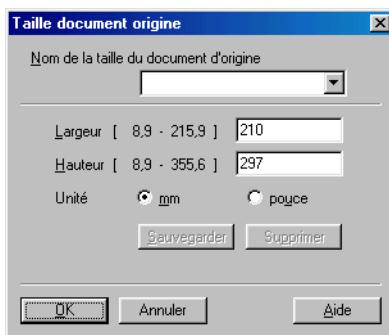 Taille document origine
Nom de la taille du document d'origine
Largeur [ 8,9 - 215,9 ] 210
Hauteur [ 8,9 - 355,6 ] 297
Unité mm pouce
Sauvegarder Supprimer
OK Annuler Aide